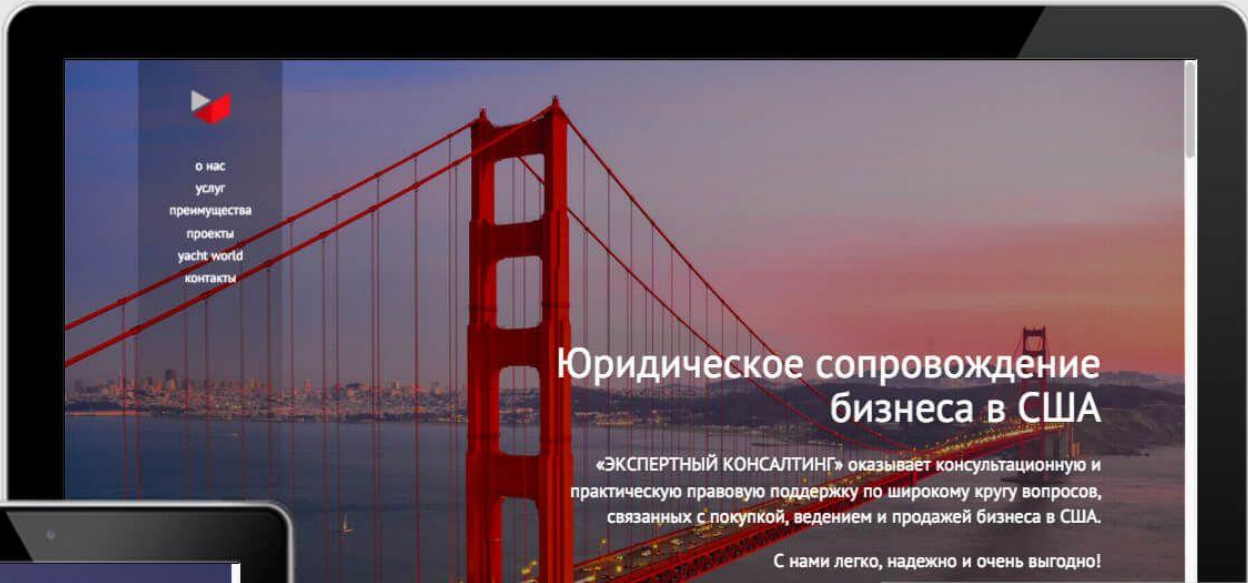 о нас
услуг
преимущества
проекты
yacht world
контакты
Юридическое сопровождение
бизнеса в США
«ЭКСПЕРТНЫЙ КОНСАЛТИНГ» оказывает консультационную и
практическую правовую поддержку по широкому кругу вопросов,
связанных с покупкой, ведением и продажей бизнеса в США.
С нами легко, надежно и очень выгодно!